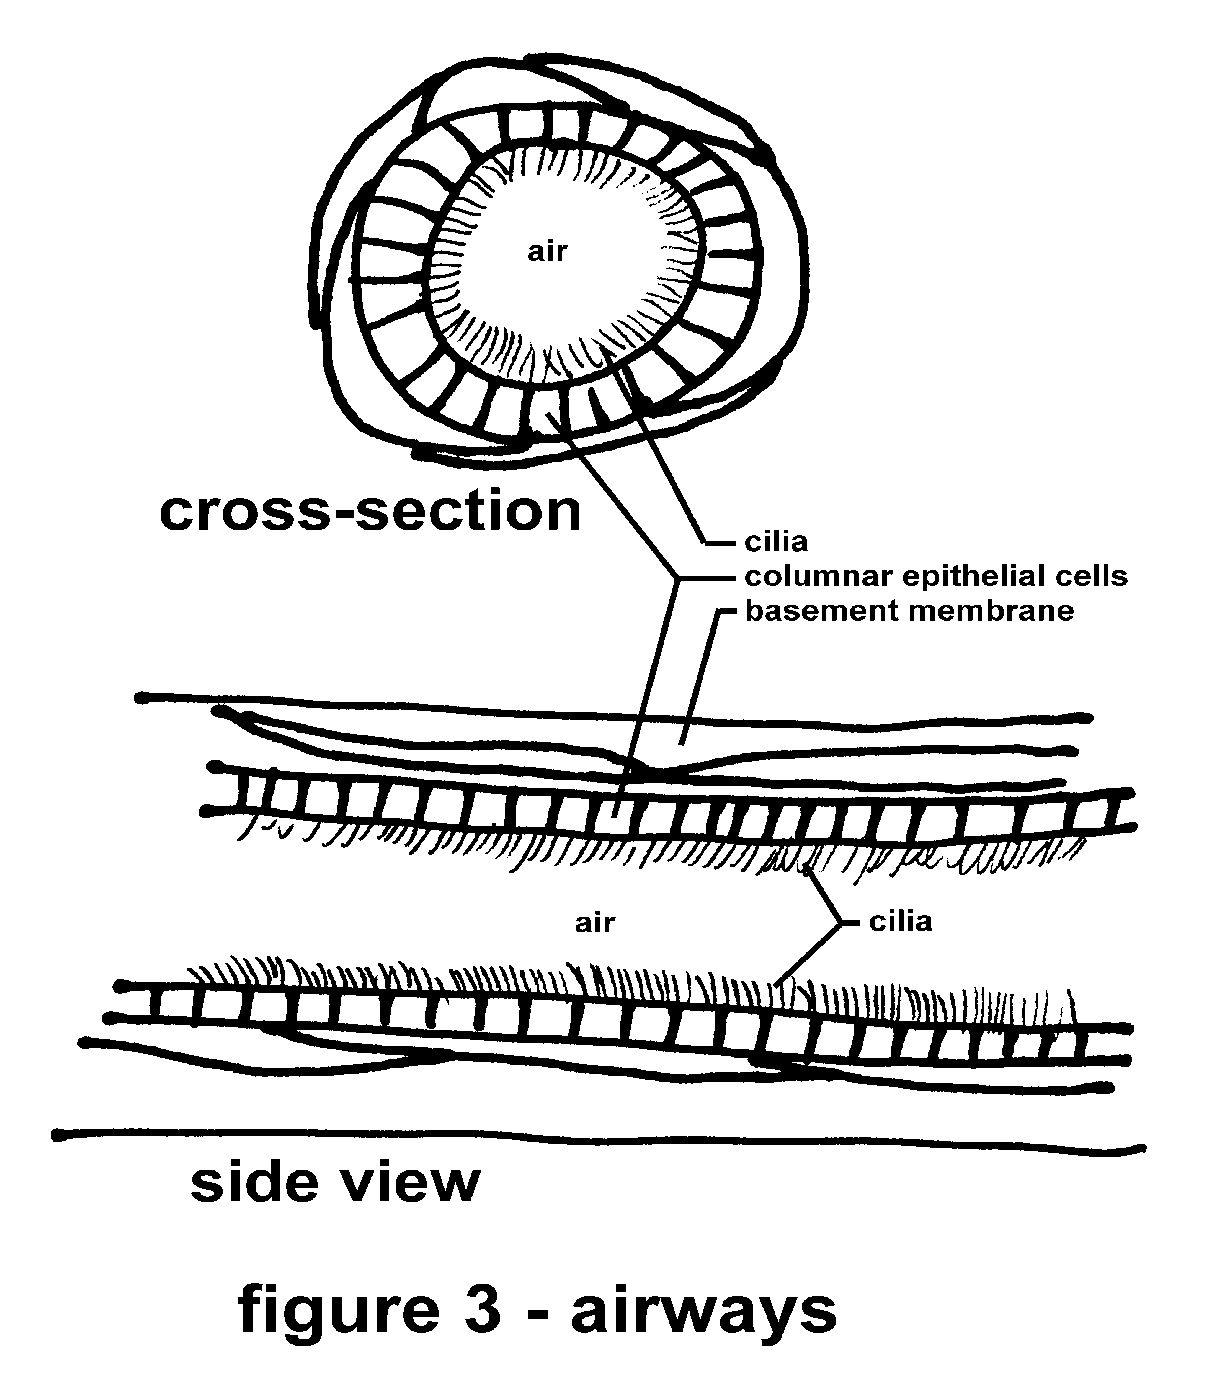 air
cross-section
cilia
columnar epithelial cells
basement membrane
air
cilia
side view
figure 3 - airways